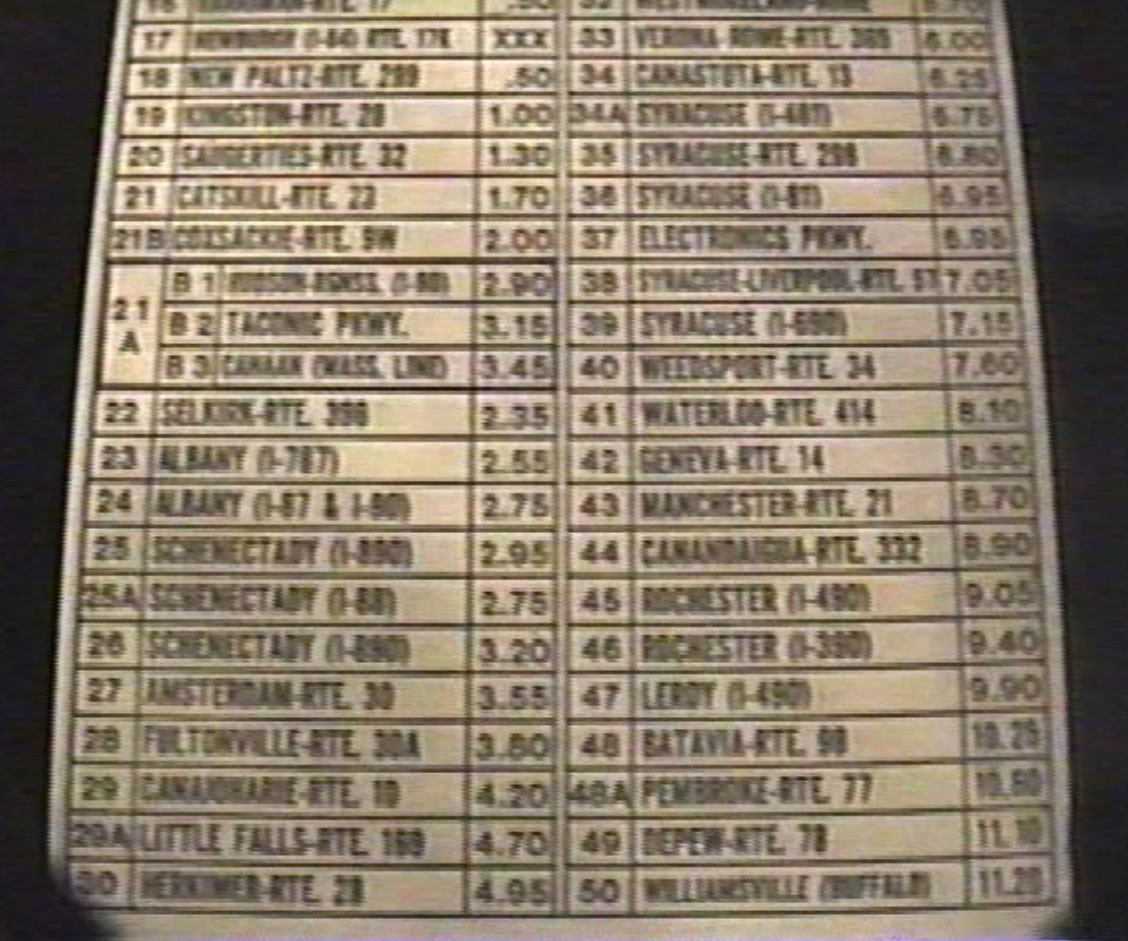 17 NEWBURGH (I-84) RTE. 17K XXX 33 VERONA-ROME-RTE. 365 6.00
18 NEW PALTZ-RTE. 299 .50 34 CANASTOTA-RTE. 13 6.25
19 KINGSTON-RTE. 28 1.00 34A SYRACUSE (I-481) 6.75
20 SAUGERTIES-RTE. 32 1.30 35 SYRACUSE-RTE. 298 6.80
21 CATSKILL-RTE. 23 1.70 36 SYRACUSE (I-81) 6.95
21B COXSACKIE-RTE. 9W 2.00 37 ELECTRONICS PKWY. 6.95
21A B 1 HUDSON-RGNSS. (I-90) 2.90 38 SYRACUSE-LIVERPOOL-RTE. 57 7.05
B 2 TACONIC PKWY. 3.15 39 SYRACUSE (I-690) 7.15
B 3 CANAAN (MASS. LINE) 3.45 40 WEEDSPORT-RTE. 34 7.60
22 SELKIRK-RTE. 396 2.35 41 WATERLOO-RTE. 414 8.10
23 ALBANY (I-787) 2.55 42 GENEVA-RTE. 14 8.30
24 ALBANY (I-87 & I-90) 2.75 43 MANCHESTER-RTE. 21 8.70
25 SCHENECTADY (I-890) 2.95 44 CANANDAIGUA-RTE. 332 8.90
25A SCHENECTADY (I-88) 2.75 45 ROCHESTER (I-490) 9.05
26 SCHENECTADY (I-890) 3.20 46 ROCHESTER (I-390) 9.40
27 AMSTERDAM-RTE. 30 3.55 47 LEROY (I-490) 9.90
28 FULTONVILLE-RTE. 30A 3.80 48 BATAVIA-RTE. 98 10.25
29 CANAJOHARIE-RTE. 10 4.20 48A PEMBROKE-RTE. 77
29A LITTLE FALLS-RTE. 169 4.70 49 DEPEW-RTE. 78 11.10
30 HERKIMER-RTE. 28 4.95 50 WILLIAMSVILLE (BUFFALO) 11.20